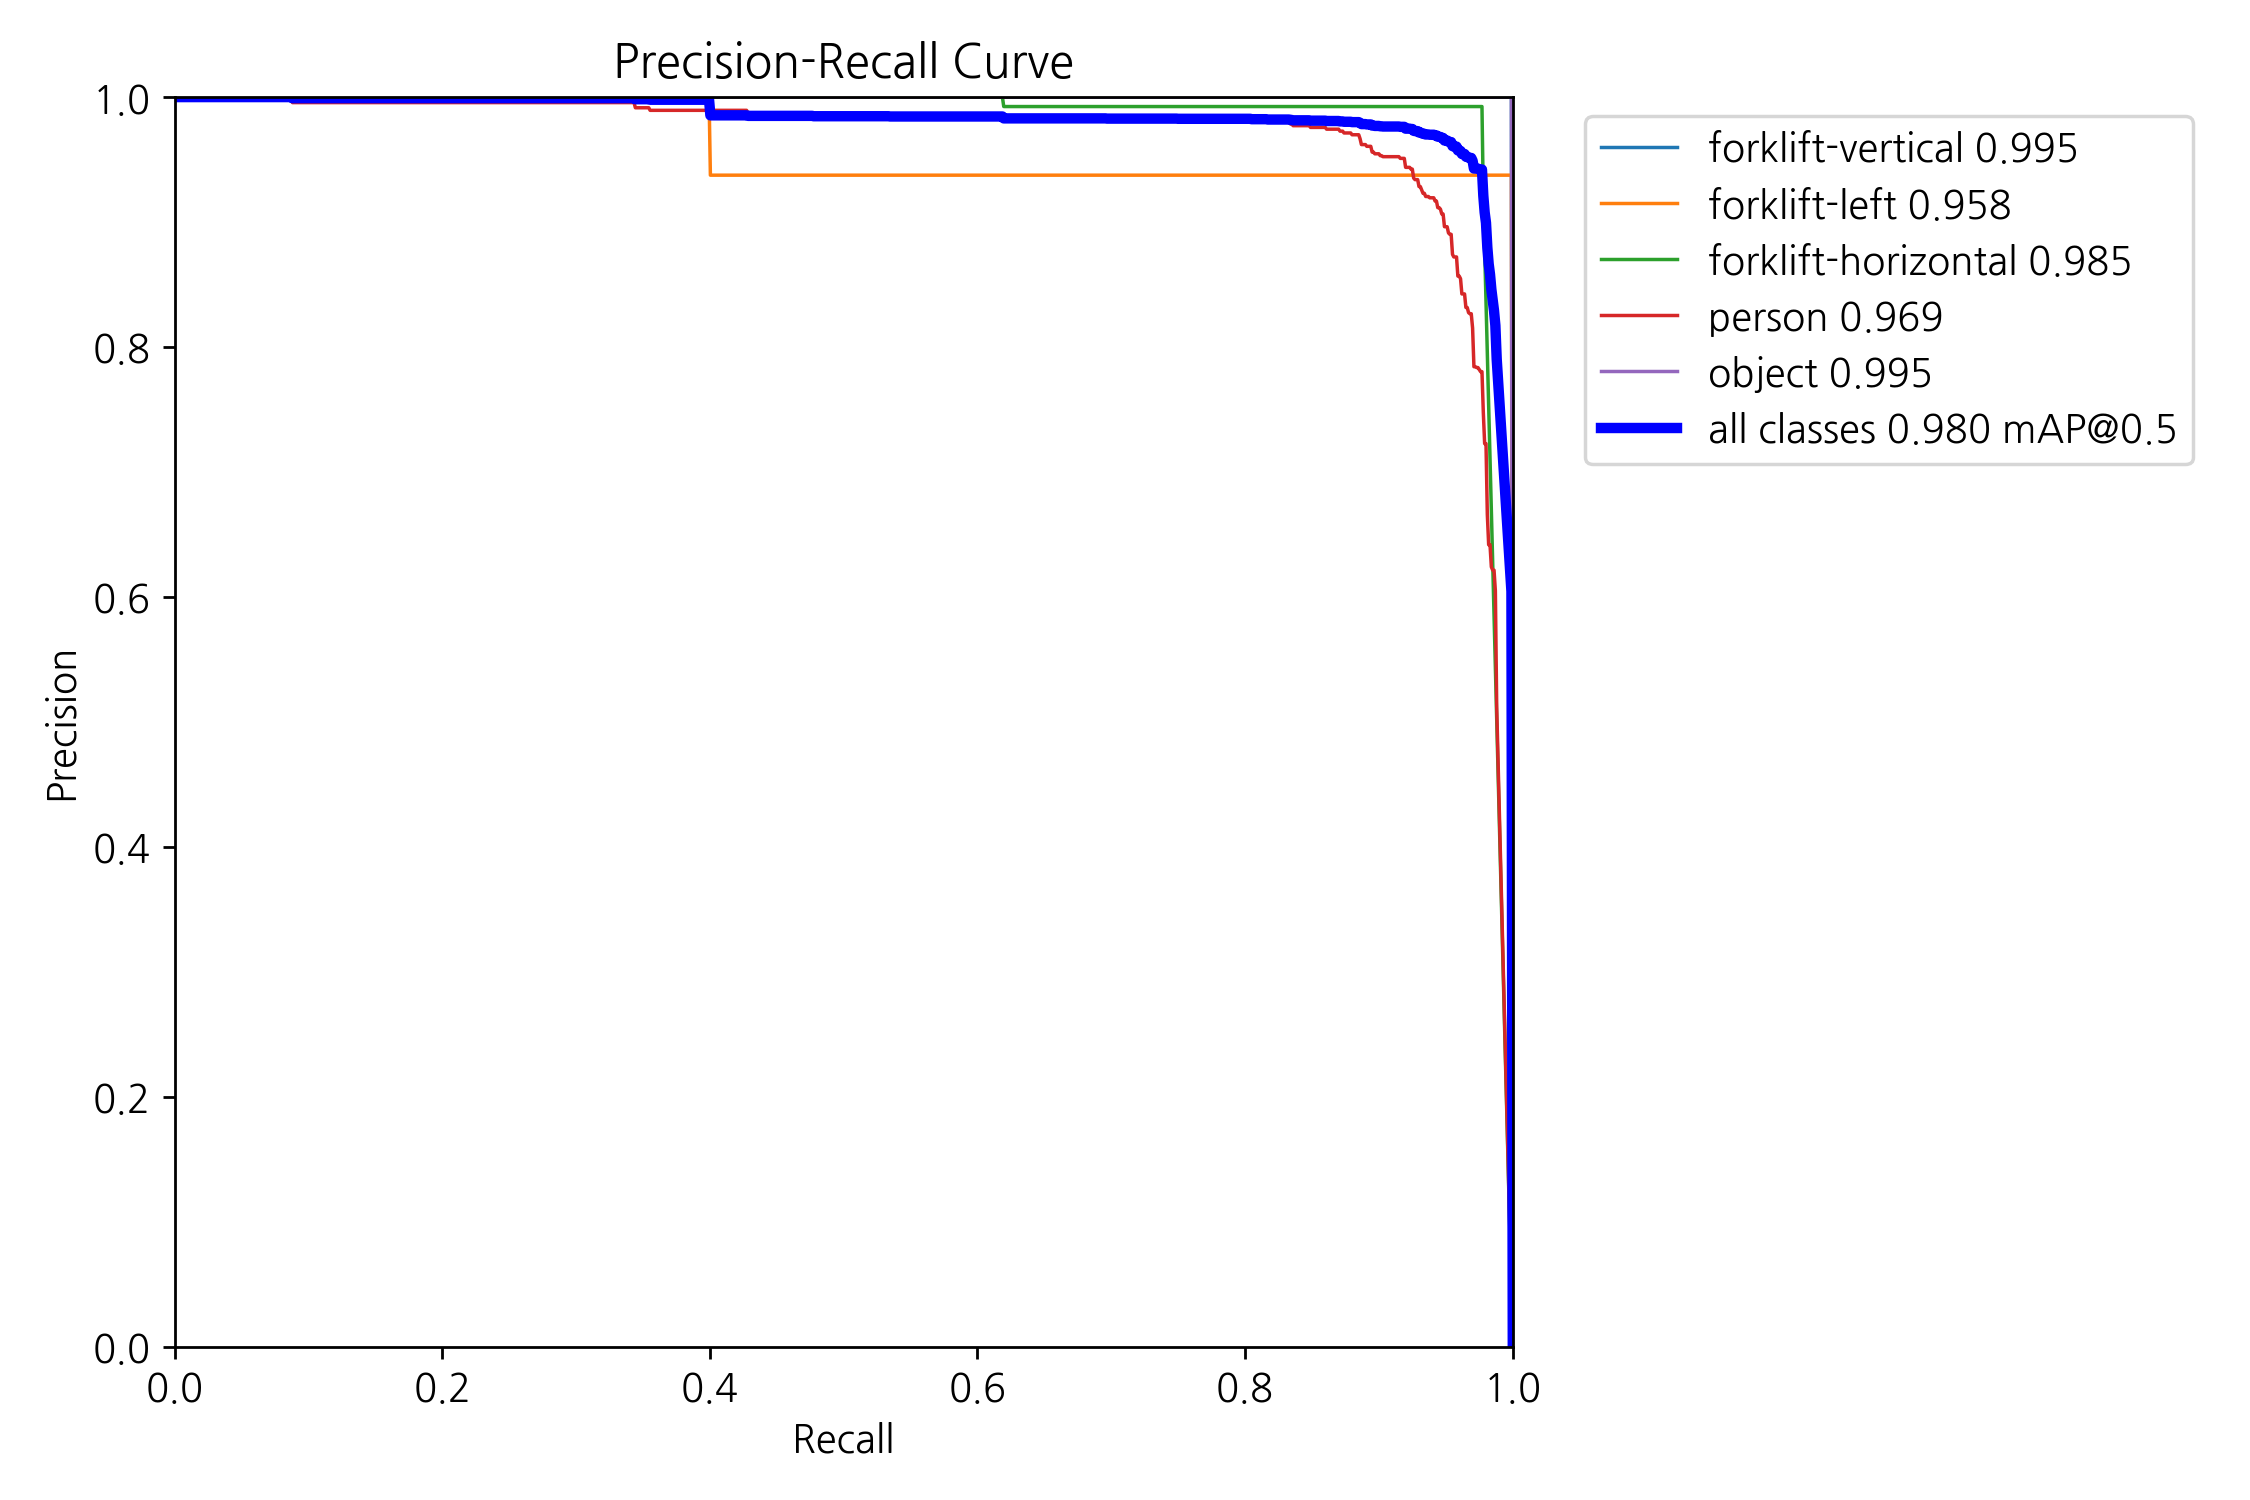 Precision-Recall Curve
1.0
0.8
0.6
0.4
0.2
0.0
Precision
0.0 0.2 0.4 0.6 0.8 1.0
Recall
forklift-vertical 0.995
forklift-left 0.958
forklift-horizontal 0.985
person 0.969
object 0.995
all classes 0.980 mAP@0.5